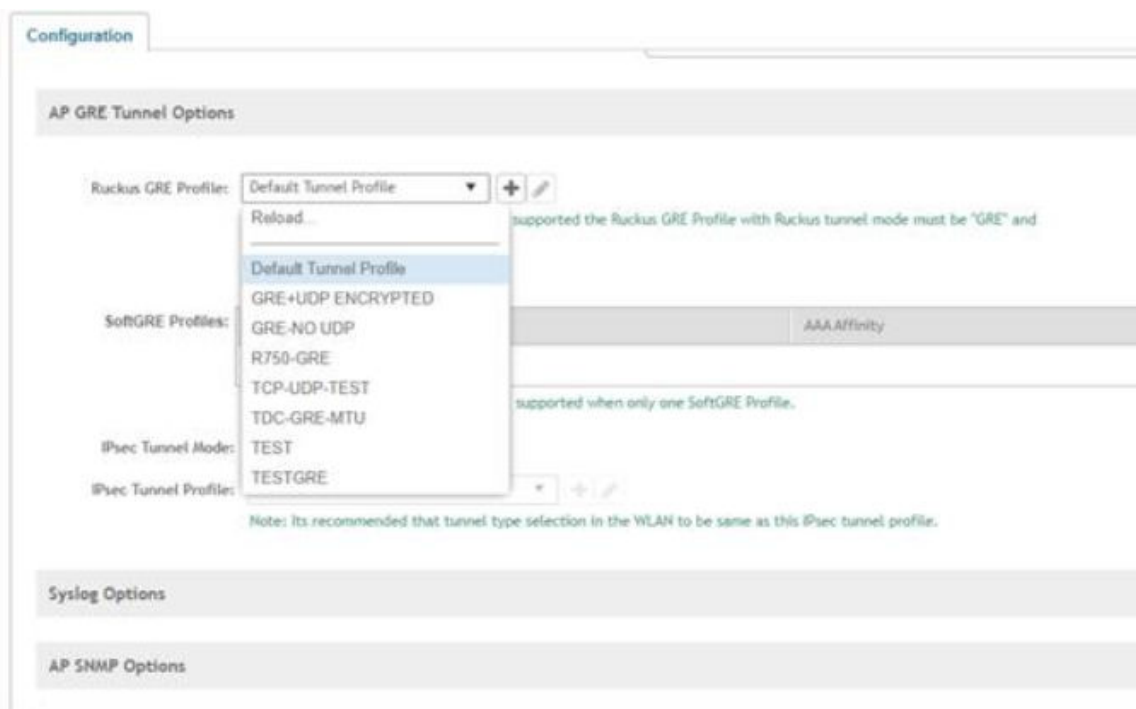 Configuration
AP GRE Tunnel Options
Ruckus GRE Profile: Default Tunnel Profile
Reload...
supported the Ruckus GRE Profile with Ruckus tunnel mode must be "GRE" and
Default Tunnel Profile
GRE+UDP ENCRYPTED
SoftGRE Profiles:
GRE-NO UDP
AAA Affinity
R750-GRE
TCP-UDP-TEST
supported when only one SoftGRE Profile.
TDC-GRE-MTU
IPsec Tunnel Mode:
TEST
TESTGRE
IPsec Tunnel Profile:
Note: Its recommended that tunnel type selection in the WLAN to be same as this IPsec tunnel profile.
Syslog Options
AP SNMP Options